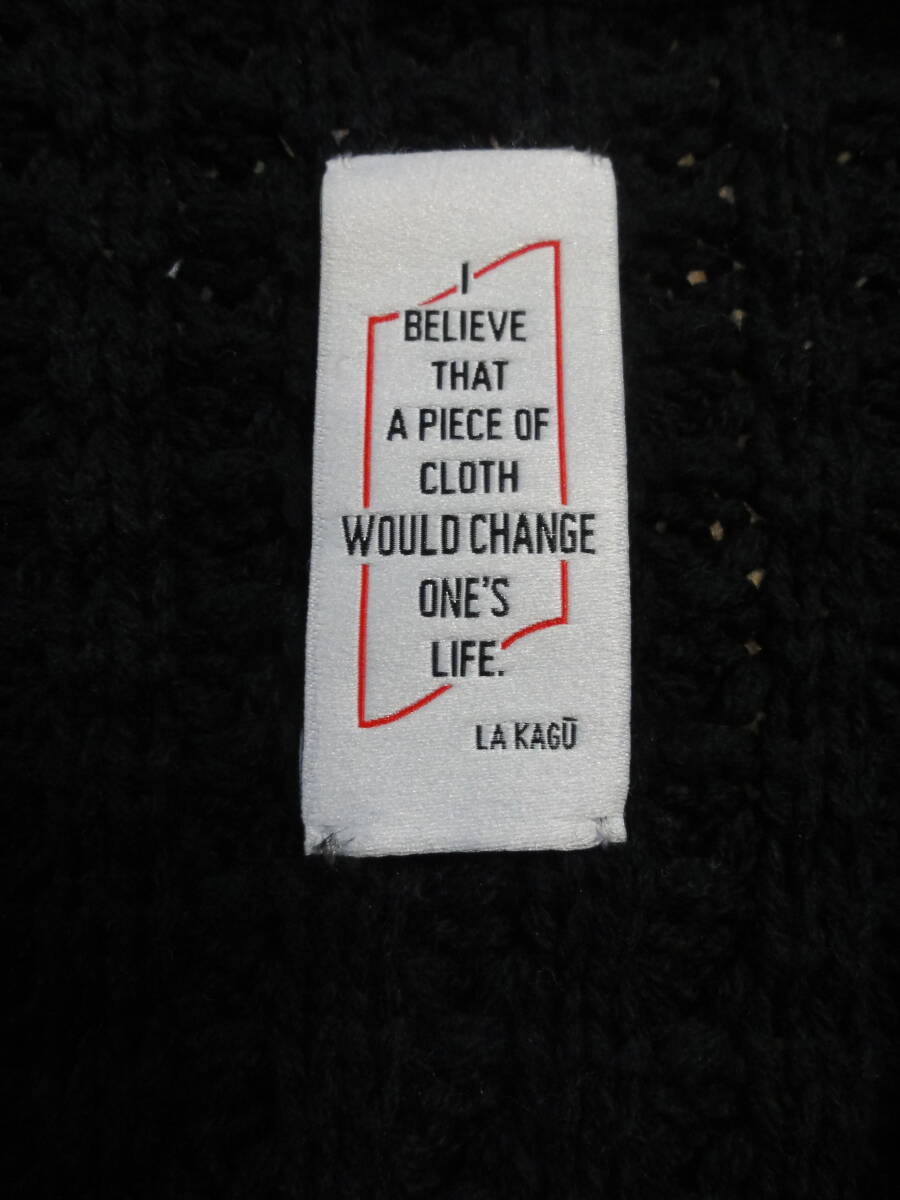 I
BELIEVE
THAT
A PIECE OF
CLOTH
WOULD CHANGE
ONE'S
LIFE.
LA KAGŪ